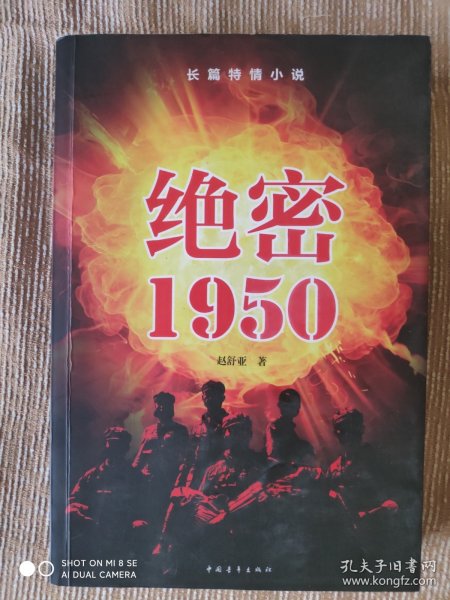 长篇特情小说
绝密
1950
赵舒亚 著
中国青年出版社
SHOT ON MI 8 SE
AI DUAL CAMERA
孔夫子旧书网
www.kongfz.com